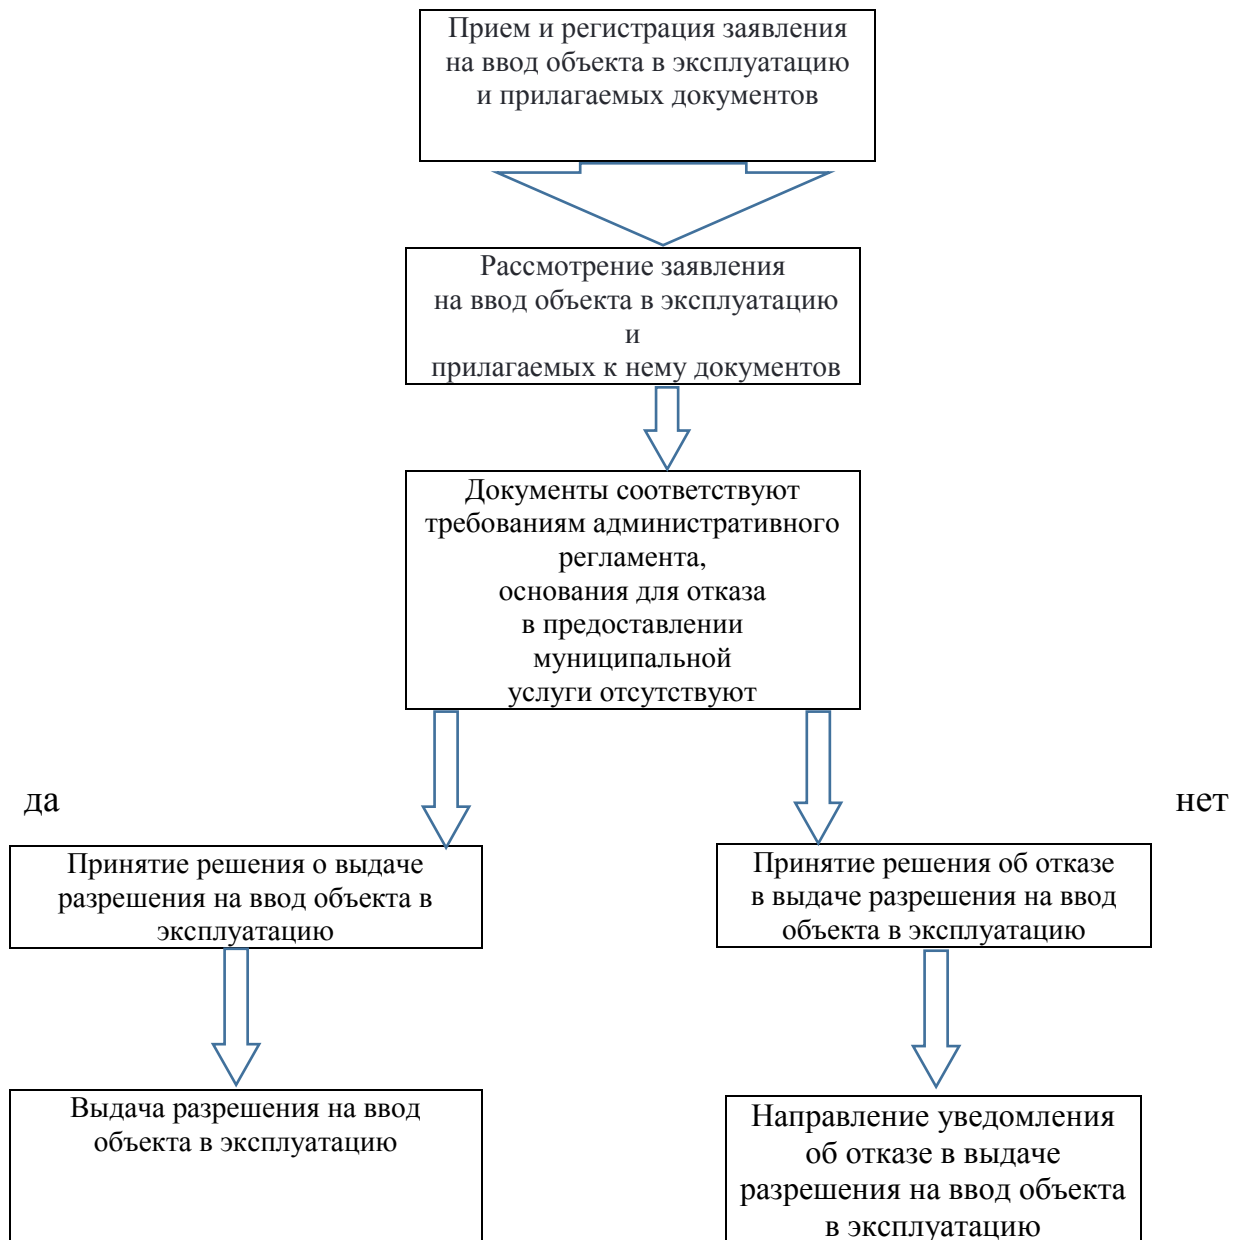 Прием и регистрация заявления
на ввод объекта в эксплуатацию
и прилагаемых документов
Рассмотрение заявления
на ввод объекта в эксплуатацию
и
прилагаемых к нему документов
Документы соответствуют
требованиям административного
регламента,
основания для отказа
в предоставлении
муниципальной
услуги отсутствуют
да
нет
Принятие решения о выдаче
разрешения на ввод объекта в
эксплуатацию
Принятие решения об отказе
в выдаче разрешения на ввод
объекта в эксплуатацию
Выдача разрешения на ввод
объекта в эксплуатацию
Направление уведомления
об отказе в выдаче
разрешения на ввод объекта
в эксплуатацию